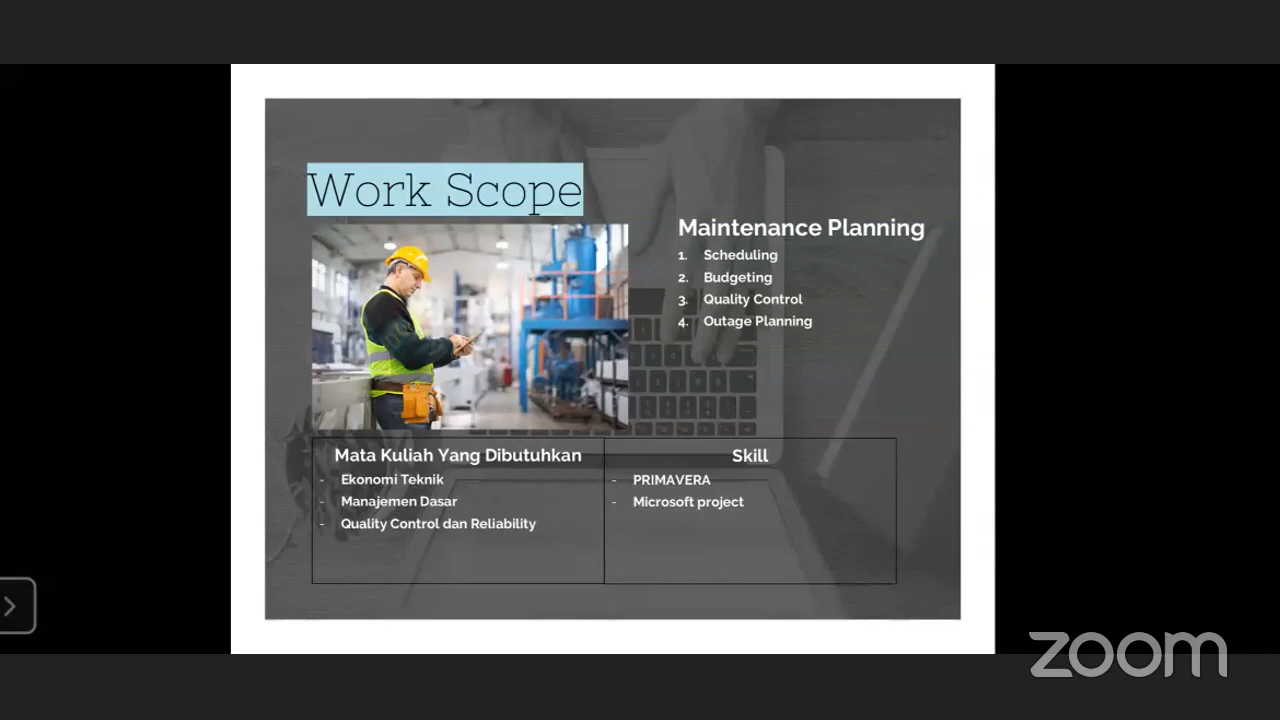 Work Scope
Maintenance Planning
1. Scheduling
2. Budgeting
3. Quality Control
4. Outage Planning
Mata Kuliah Yang Dibutuhkan
- Ekonomi Teknik
- Manajemen Dasar
- Quality Control dan Reliability
Skill
- PRIMAVERA
- Microsoft project
zoom